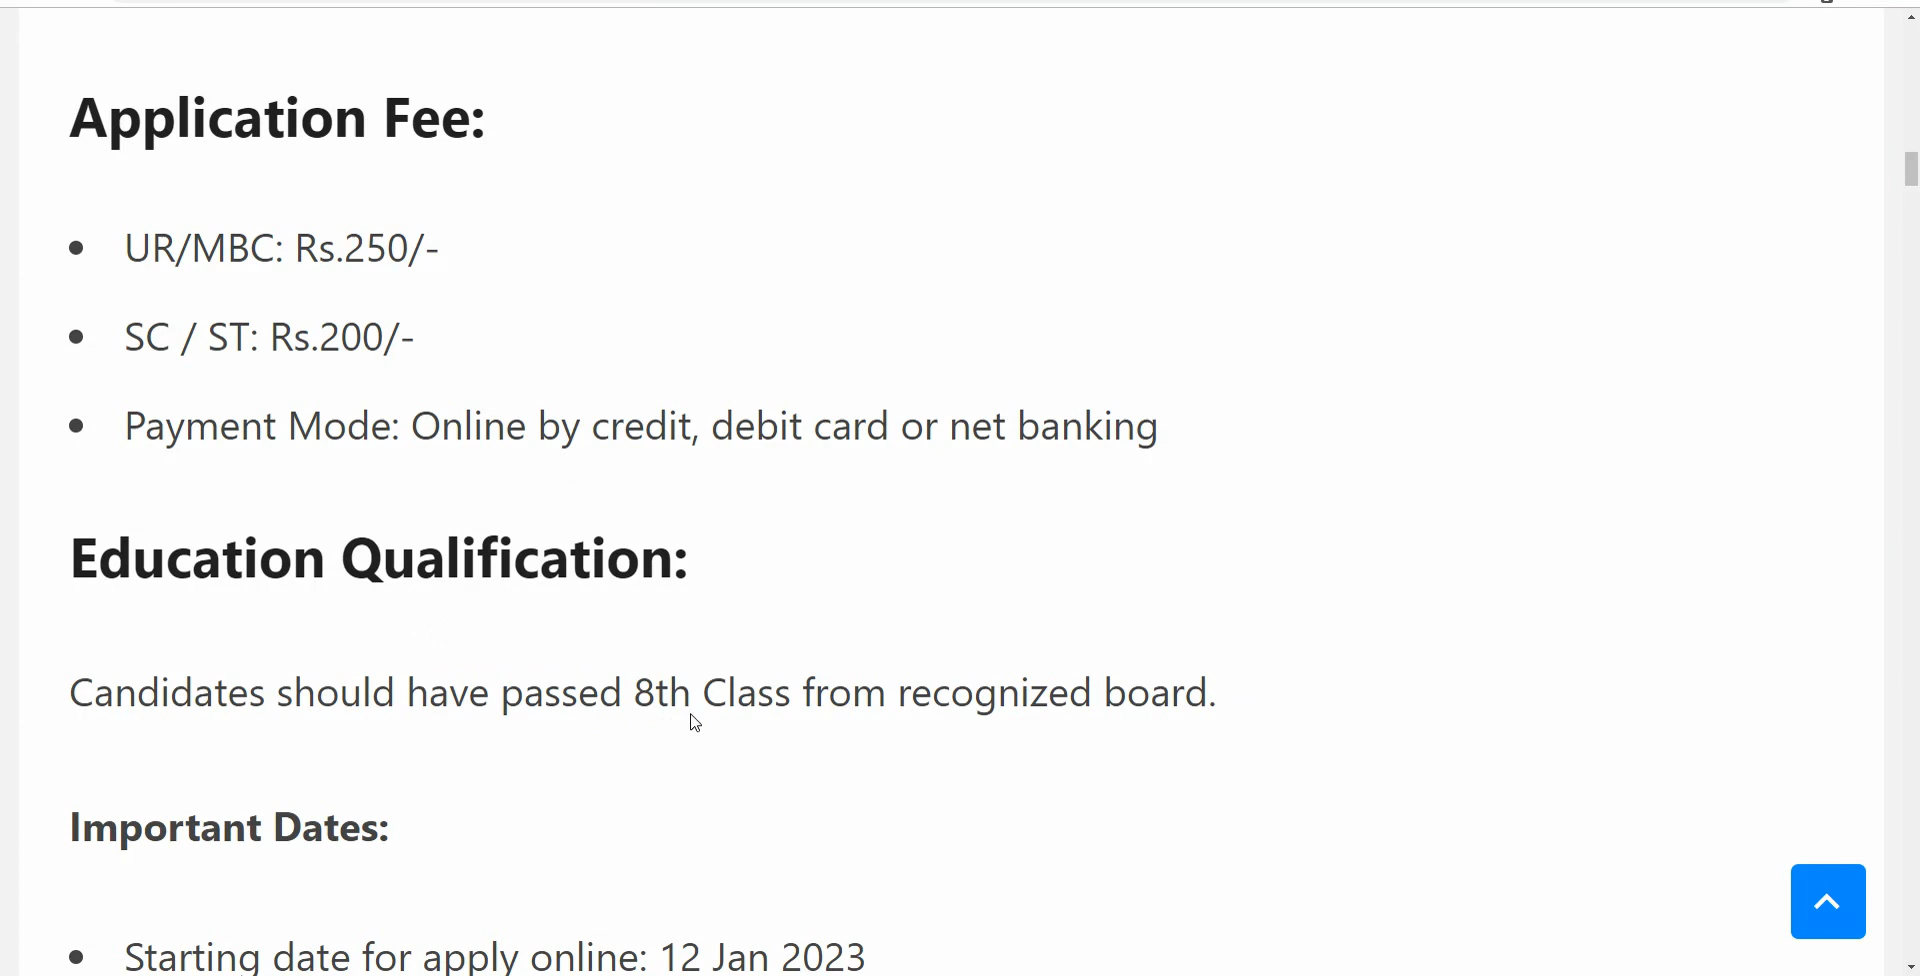 Application Fee:
UR/MBC: Rs.250/-
SC / ST: Rs.200/-
Payment Mode: Online by credit, debit card or net banking
Education Qualification:
Candidates should have passed 8th Class from recognized board.
Important Dates:
Starting date for apply online: 12 Jan 2023